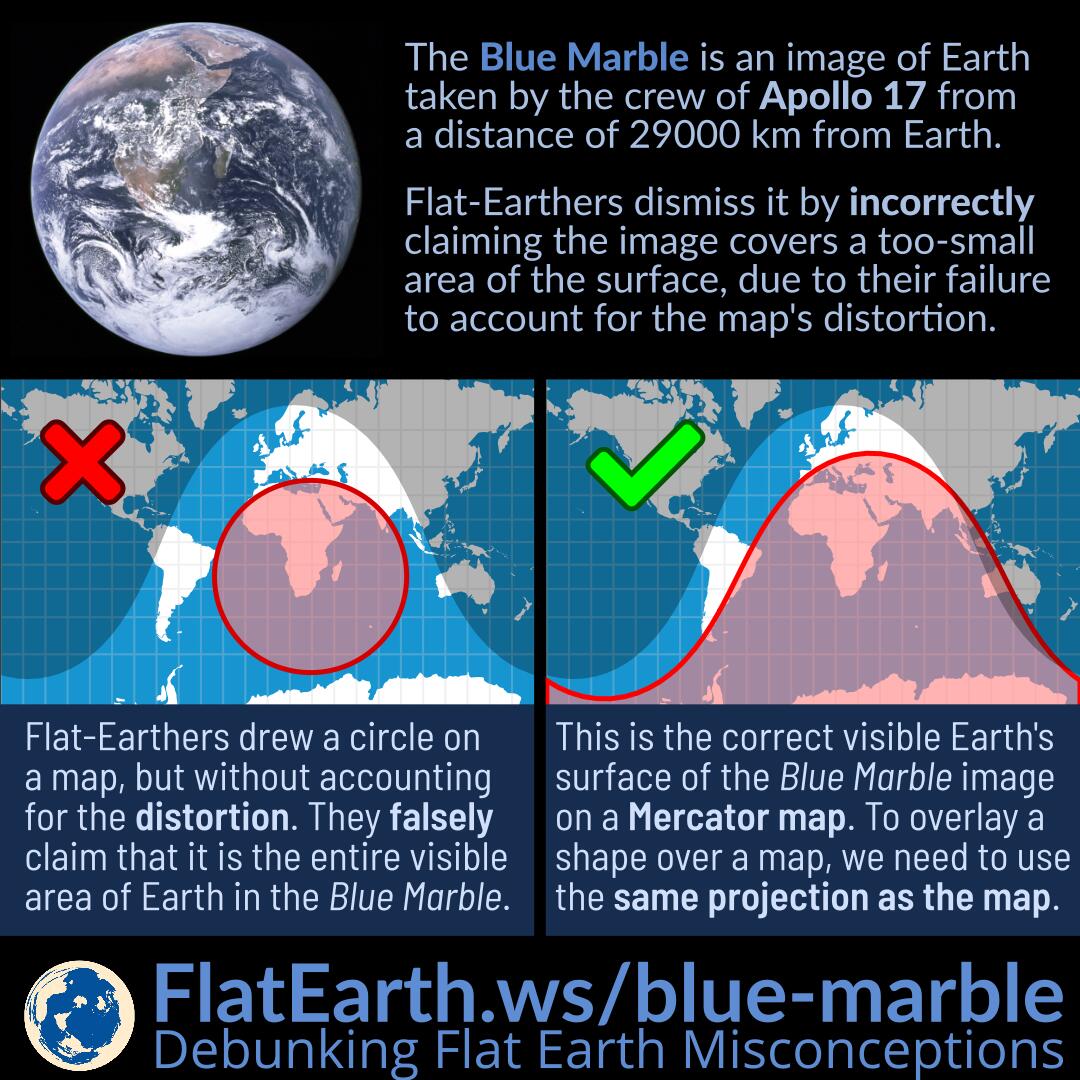 The Blue Marble is an image of Earth
taken by the crew of Apollo 17 from
a distance of 29000 km from Earth.
Flat-Earthers dismiss it by incorrectly
claiming the image covers a too-small
area of the surface, due to their failure
to account for the map's distortion.
Flat-Earthers drew a circle on
a map, but without accounting
for the distortion. They falsely
claim that it is the entire visible
area of Earth in the Blue Marble.
This is the correct visible Earth's
surface of the Blue Marble image
on a Mercator map. To overlay a
shape over a map, we need to use
the same projection as the map.
FlatEarth.ws/blue-marble
Debunking Flat Earth Misconceptions